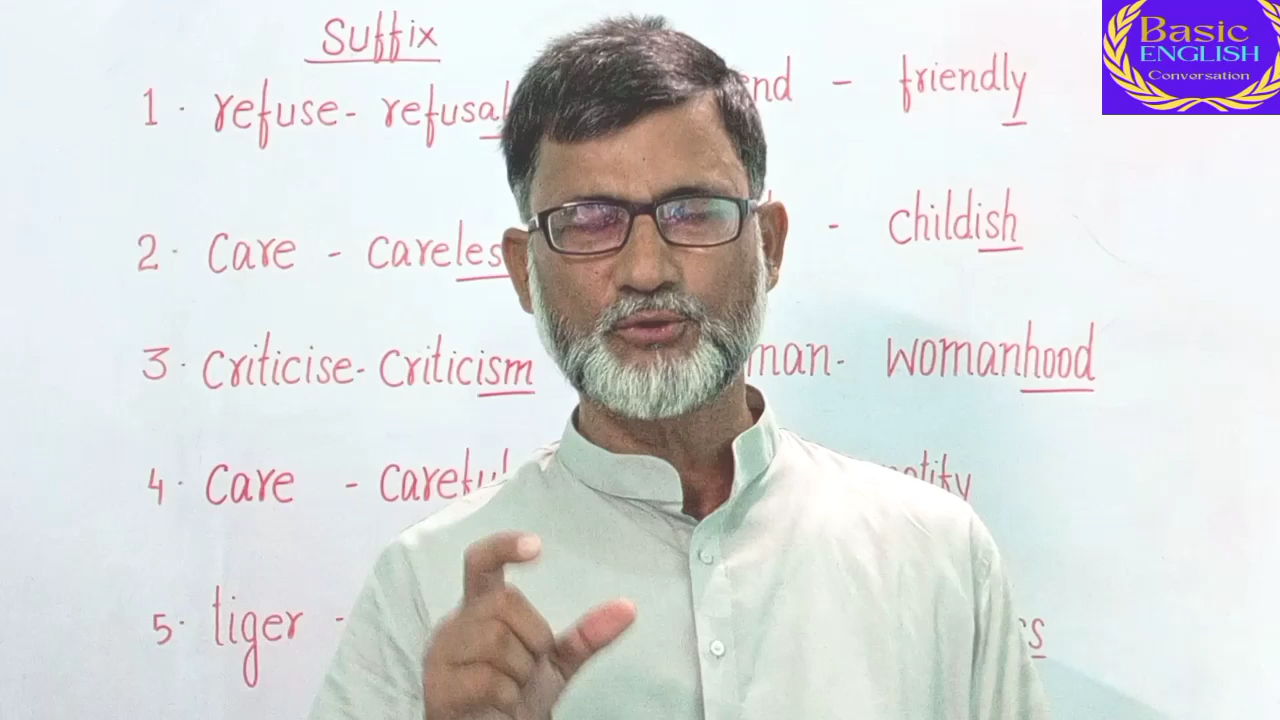 Suffix
1. refuse - refusal - friendly
2. Care - Careles - childish
3. Criticise - Criticism man - womanhood
4. Care - Careful
5. tiger -
Basic
ENGLISH
Conversation